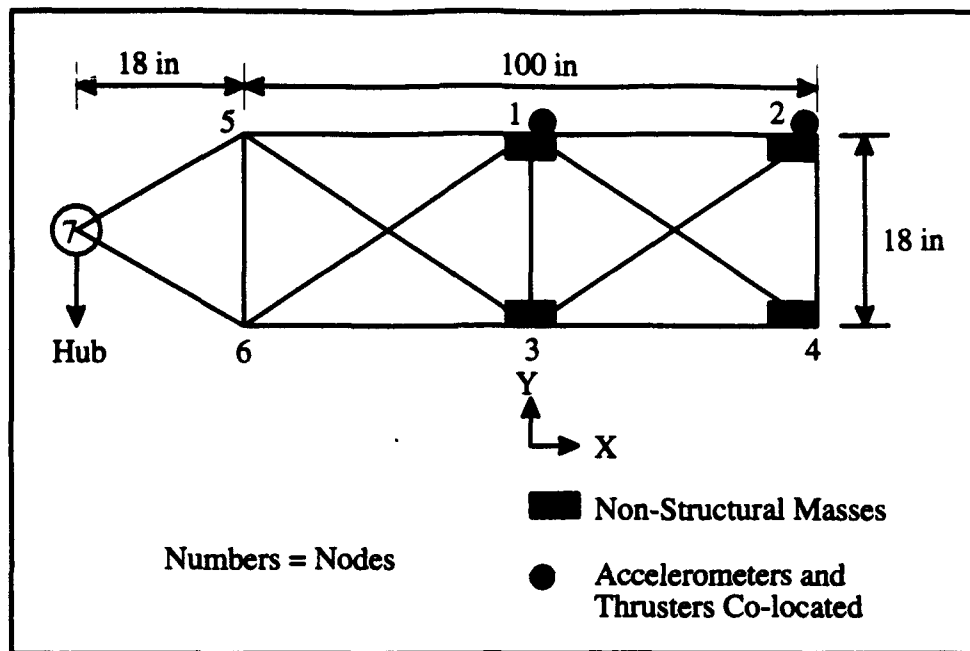 18 in
100 in
5
1
2
7
18 in
Hub
6
3
4
Y
X
Non-Structural Masses
Numbers = Nodes
Accelerometers and
Thrusters Co-located